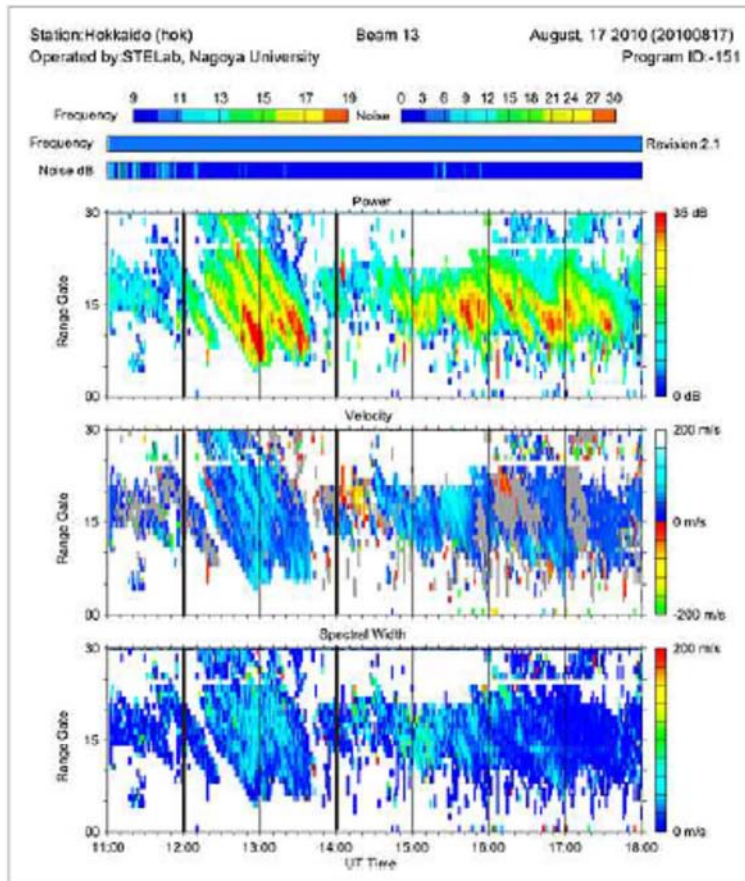 Station:Hokkaido (hok) Beam 13 August, 17 2010 (20100817)
Operated by:STELab, Nagoya University Program ID:-151
9 11 13 15 17 19 0 3 6 9 12 15 18 21 24 27 30
Frequency Noise
Frequency Revision:2.1
Noise dB
Power
30 35 dB
Range Gate
15
00 0 dB
Velocity
30 200 m/s
Range Gate
15 0 m/s
00 -200 m/s
Spectral Width
30 200 m/s
Range Gate
15
00 0 m/s
11:00 12:00 13:00 14:00 15:00 16:00 17:00 18:00
UT Time